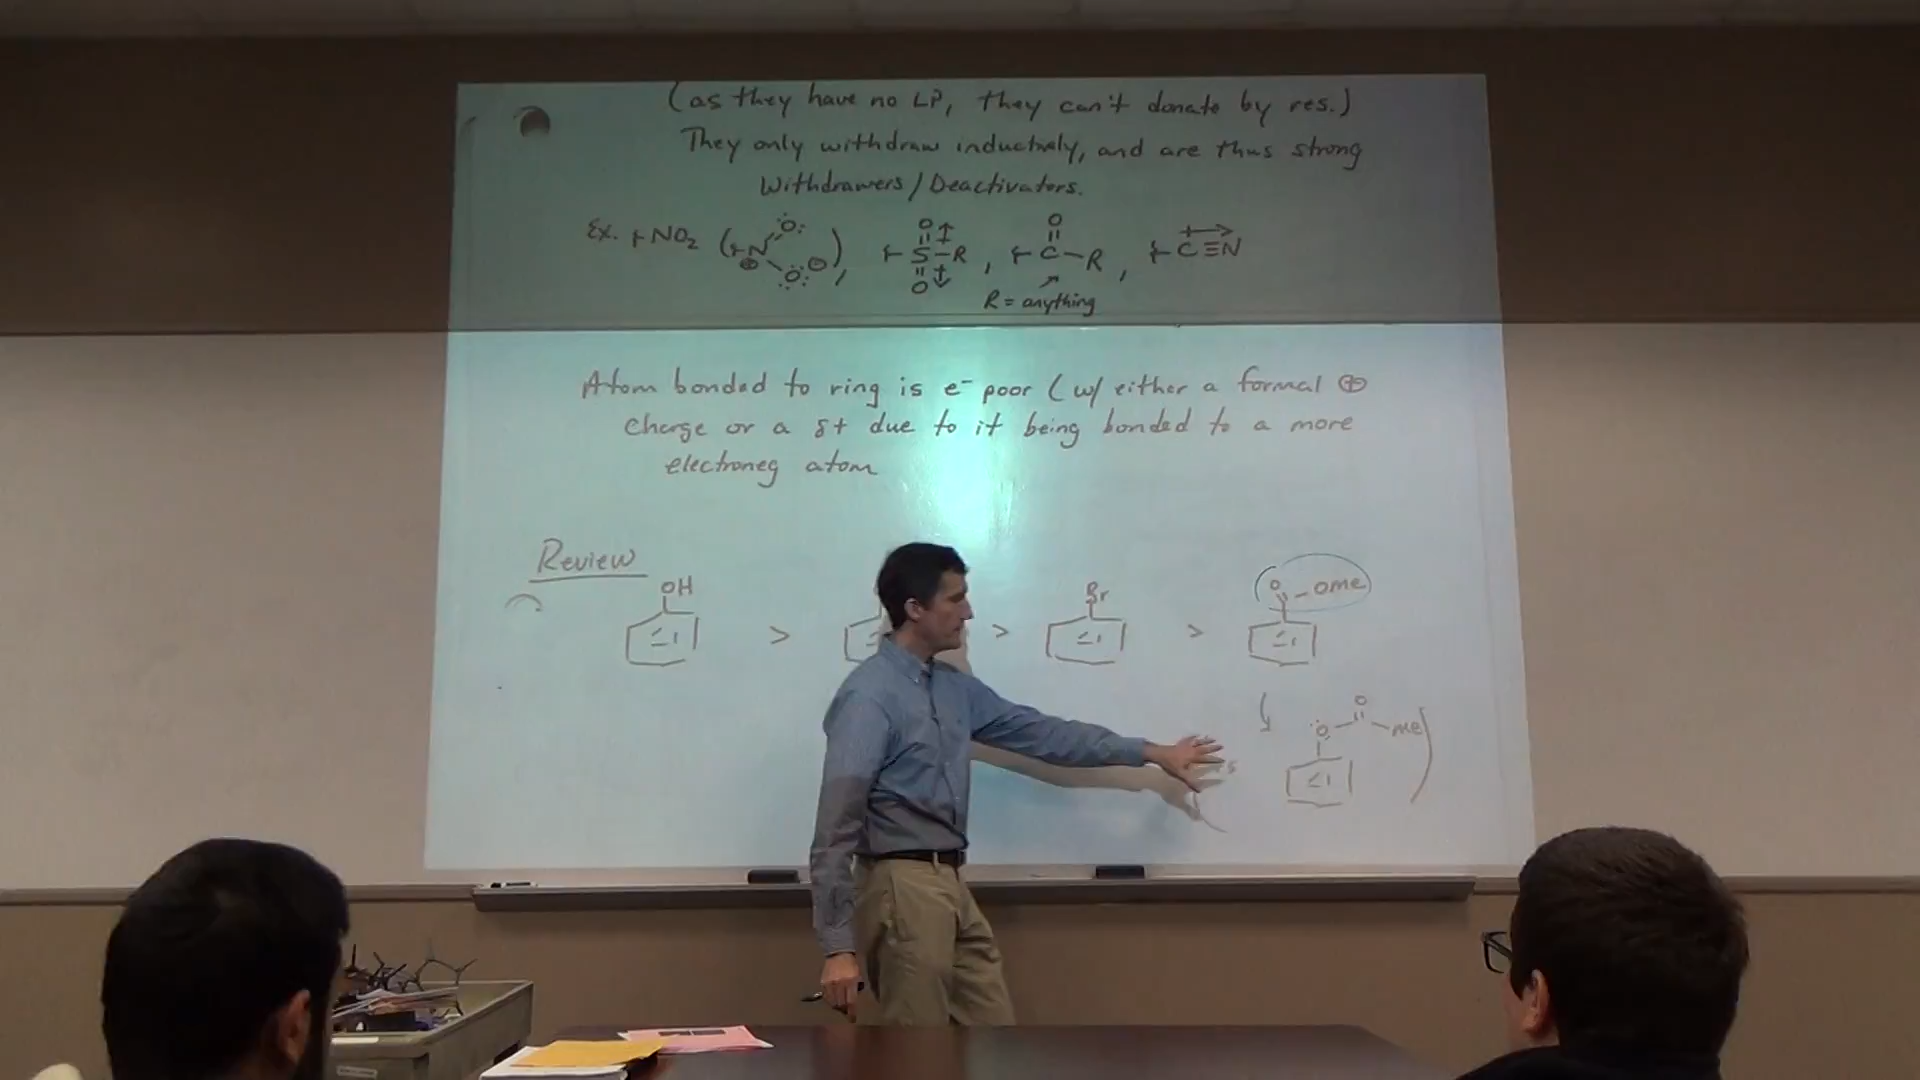 (as they have no LP, they can't donate by res.)
They only withdraw inductively, and are thus strong
Withdrawers/Deactivators.
Ex. +NO2 (+N⊕ O: O:⊖), +S-R O O, +C-R O, +C≡N
R = anything
Atom bonded to ring is e- poor (w/ either a formal ⊕
charge or a δ+ due to it being bonded to a more
electroneg atom
Review
OH > > Br > O -OMe
O O Me)